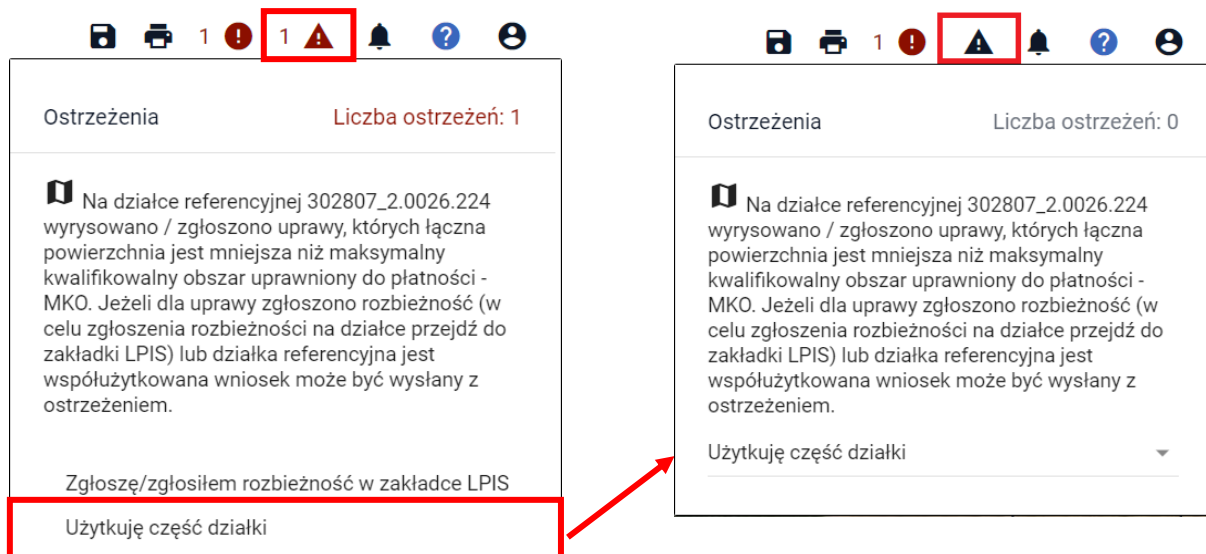 1 1
Ostrzeżenia Liczba ostrzeżeń: 1
Na działce referencyjnej 302807_2.0026.224
wyrysowano / zgłoszono uprawy, których łączna
powierzchnia jest mniejsza niż maksymalny
kwalifikowalny obszar uprawniony do płatności -
MKO. Jeżeli dla uprawy zgłoszono rozbieżność (w
celu zgłoszenia rozbieżności na działce przejdź do
zakładki LPIS) lub działka referencyjna jest
współużytkowana wniosek może być wysłany z
ostrzeżeniem.
Zgłoszę/zgłosiłem rozbieżność w zakładce LPIS
Użytkuję część działki
1
Ostrzeżenia Liczba ostrzeżeń: 0
Na działce referencyjnej 302807_2.0026.224
wyrysowano / zgłoszono uprawy, których łączna
powierzchnia jest mniejsza niż maksymalny
kwalifikowalny obszar uprawniony do płatności -
MKO. Jeżeli dla uprawy zgłoszono rozbieżność (w
celu zgłoszenia rozbieżności na działce przejdź do
zakładki LPIS) lub działka referencyjna jest
współużytkowana wniosek może być wysłany z
ostrzeżeniem.
Użytkuję część działki